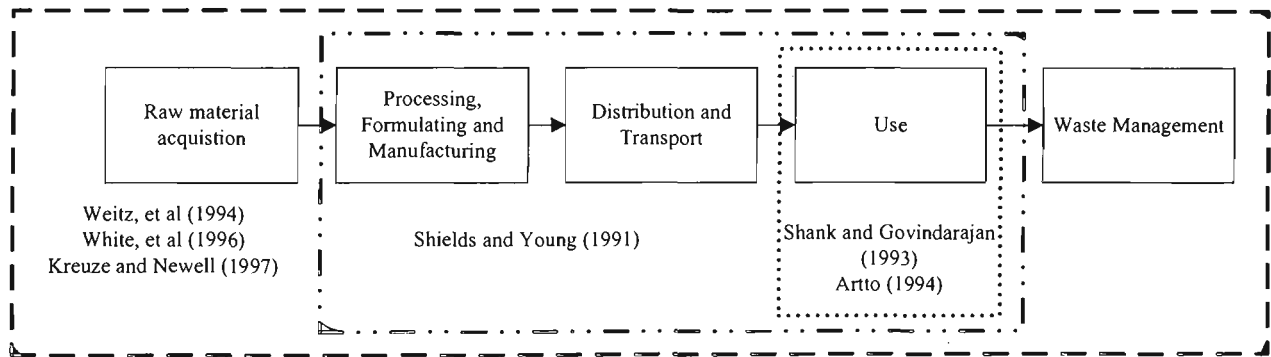 Raw material
acquistion
Processing,
Formulating and
Manufacturing
Distribution and
Transport
Use
Waste Management
Weitz, et al (1994)
White, et al (1996)
Kreuze and Newell (1997)
Shields and Young (1991)
Shank and Govindarajan
(1993)
Artto (1994)